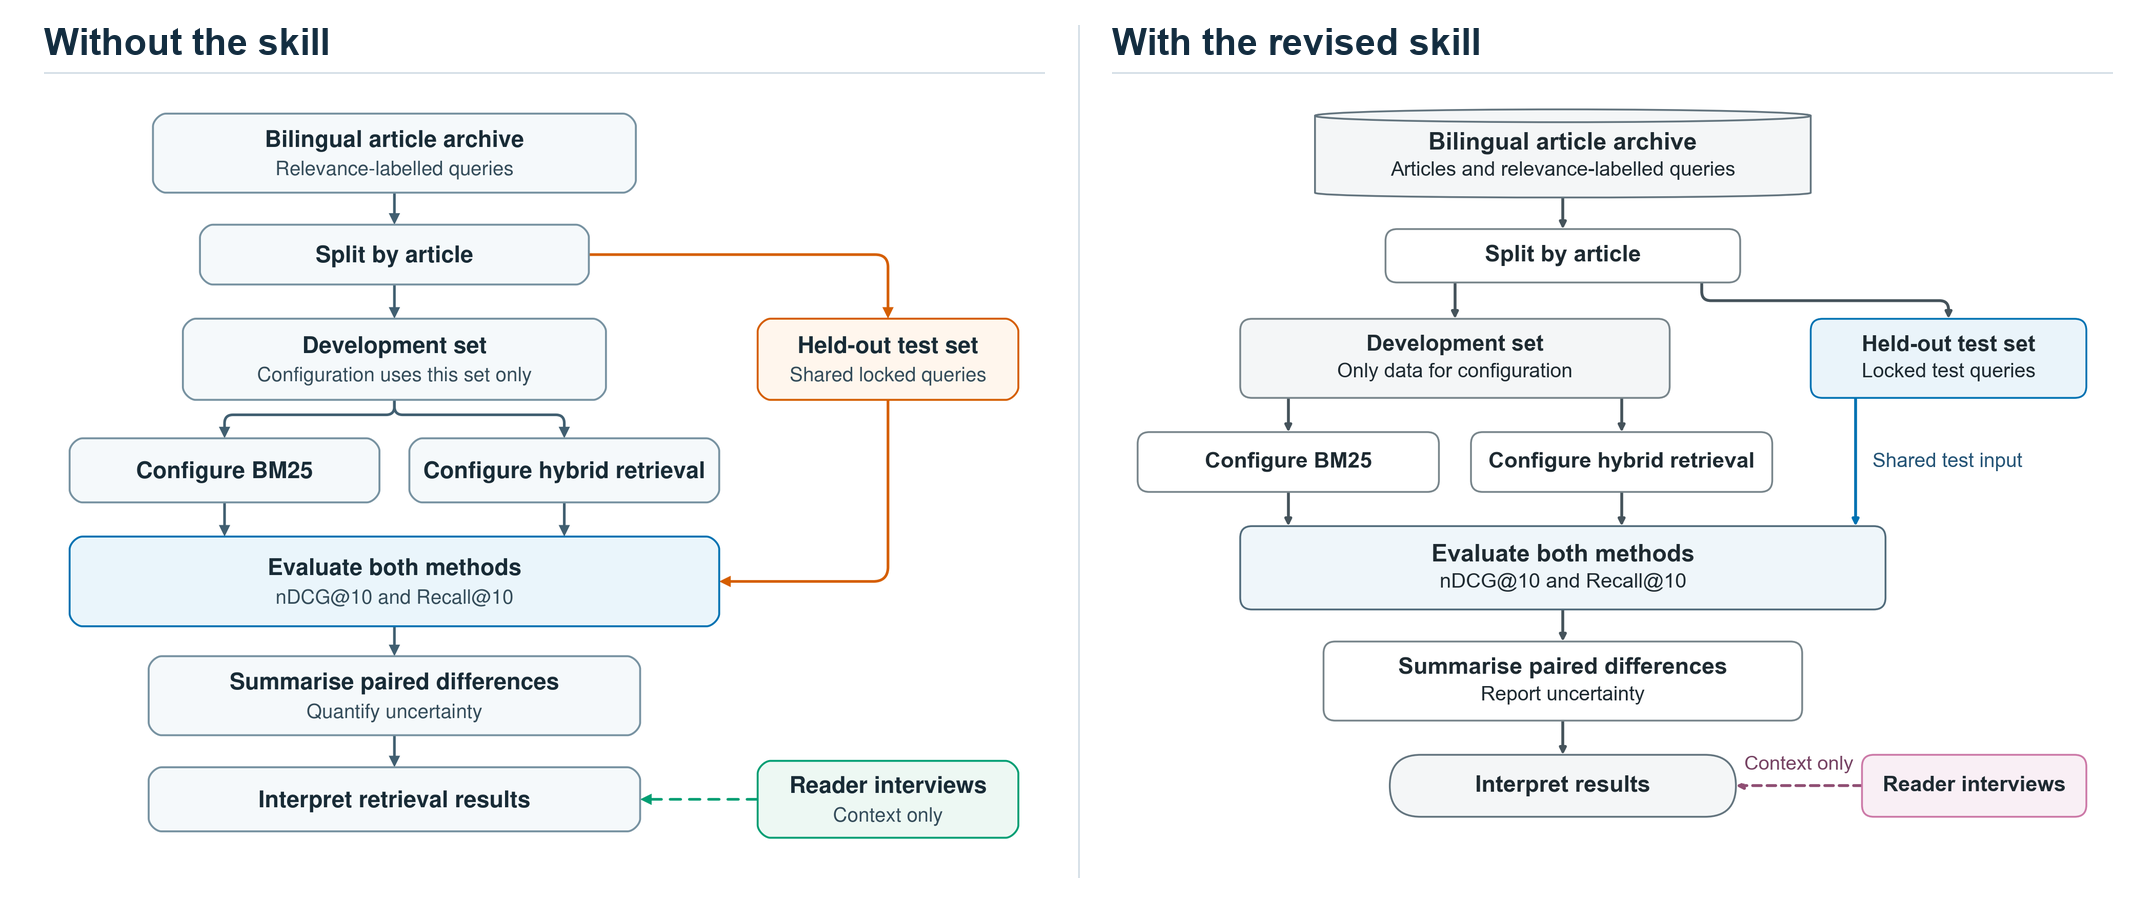 Without the skill
Bilingual article archive
Relevance-labelled queries
Split by article
Development set
Configuration uses this set only
Held-out test set
Shared locked queries
Configure BM25
Configure hybrid retrieval
Evaluate both methods
nDCG@10 and Recall@10
Summarise paired differences
Quantify uncertainty
Interpret retrieval results
Reader interviews
Context only
With the revised skill
Bilingual article archive
Articles and relevance-labelled queries
Split by article
Development set
Only data for configuration
Held-out test set
Locked test queries
Configure BM25
Configure hybrid retrieval
Shared test input
Evaluate both methods
nDCG@10 and Recall@10
Summarise paired differences
Report uncertainty
Interpret results
Context only
Reader interviews